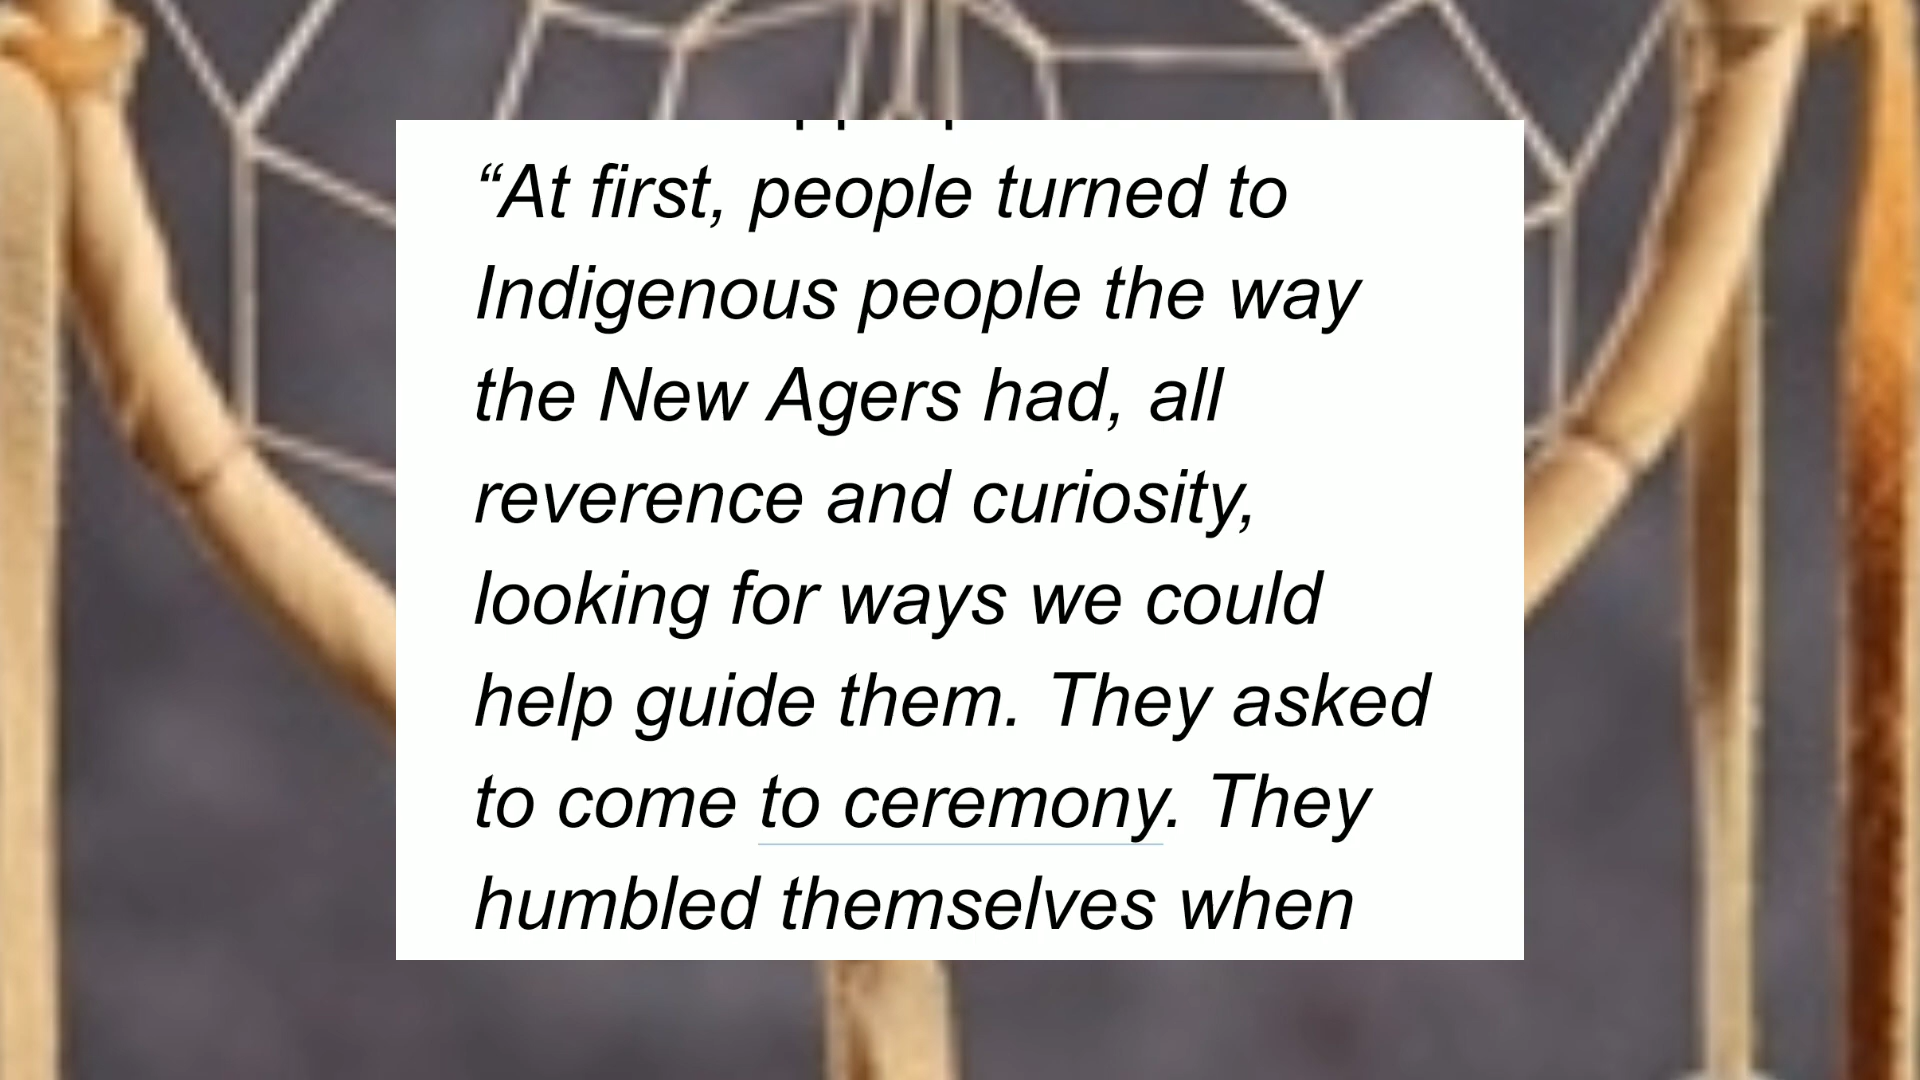 “At first, people turned to
Indigenous people the way
the New Agers had, all
reverence and curiosity,
looking for ways we could
help guide them. They asked
to come to ceremony. They
humbled themselves when